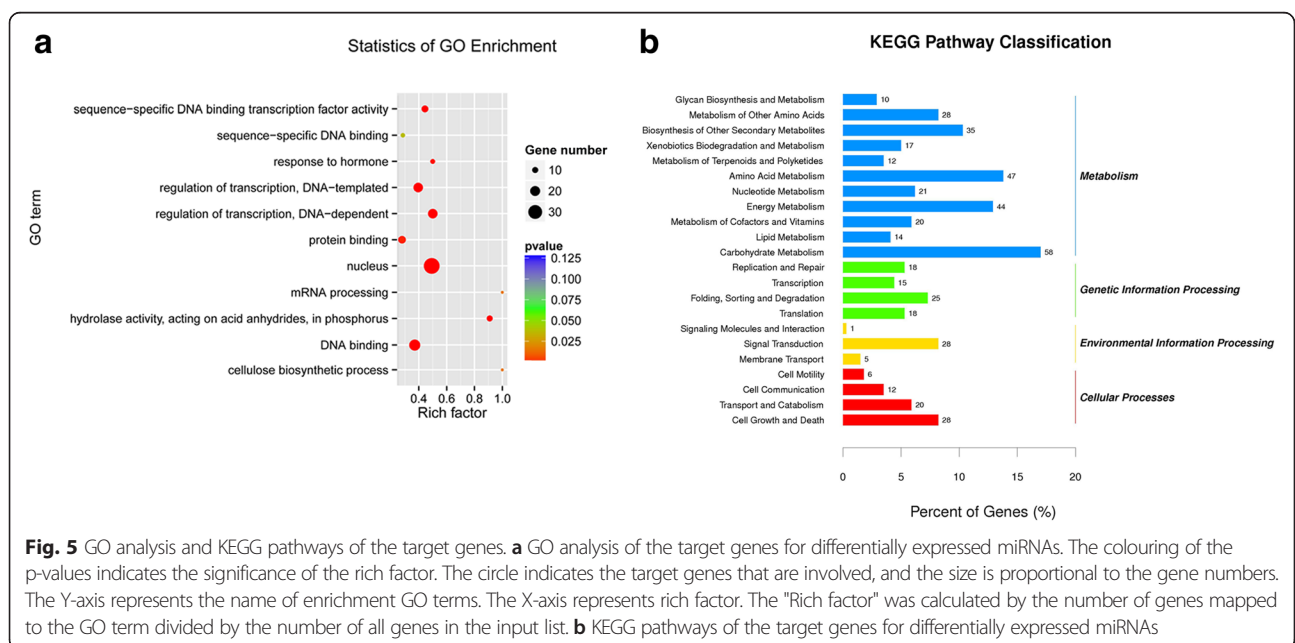 a
Statistics of GO Enrichment
GO term
sequence−specific DNA binding transcription factor activity
sequence−specific DNA binding
response to hormone
regulation of transcription, DNA−templated
regulation of transcription, DNA−dependent
protein binding
nucleus
mRNA processing
hydrolase activity, acting on acid anhydrides, in phosphorus
DNA binding
cellulose biosynthetic process
0.4 0.6 0.8 1.0
Rich factor
Gene number
10
20
30
pvalue
0.125
0.100
0.075
0.050
0.025
b
KEGG Pathway Classification
Glycan Biosynthesis and Metabolism 10
Metabolism of Other Amino Acids 28
Biosynthesis of Other Secondary Metabolites 35
Xenobiotics Biodegradation and Metabolism 17
Metabolism of Terpenoids and Polyketides 12
Amino Acid Metabolism 47
Nucleotide Metabolism 21
Energy Metabolism 44
Metabolism of Cofactors and Vitamins 20
Lipid Metabolism 14
Carbohydrate Metabolism 58
Replication and Repair 18
Transcription 15
Folding, Sorting and Degradation 25
Translation 18
Signaling Molecules and Interaction 1
Signal Transduction 28
Membrane Transport 5
Cell Motility 6
Cell Communication 12
Transport and Catabolism 20
Cell Growth and Death 28
Metabolism
Genetic Information Processing
Environmental Information Processing
Cellular Processes
0 5 10 15 20
Percent of Genes (%)
Fig. 5 GO analysis and KEGG pathways of the target genes. a GO analysis of the target genes for differentially expressed miRNAs. The colouring of the
p-values indicates the significance of the rich factor. The circle indicates the target genes that are involved, and the size is proportional to the gene numbers.
The Y-axis represents the name of enrichment GO terms. The X-axis represents rich factor. The "Rich factor" was calculated by the number of genes mapped
to the GO term divided by the number of all genes in the input list. b KEGG pathways of the target genes for differentially expressed miRNAs